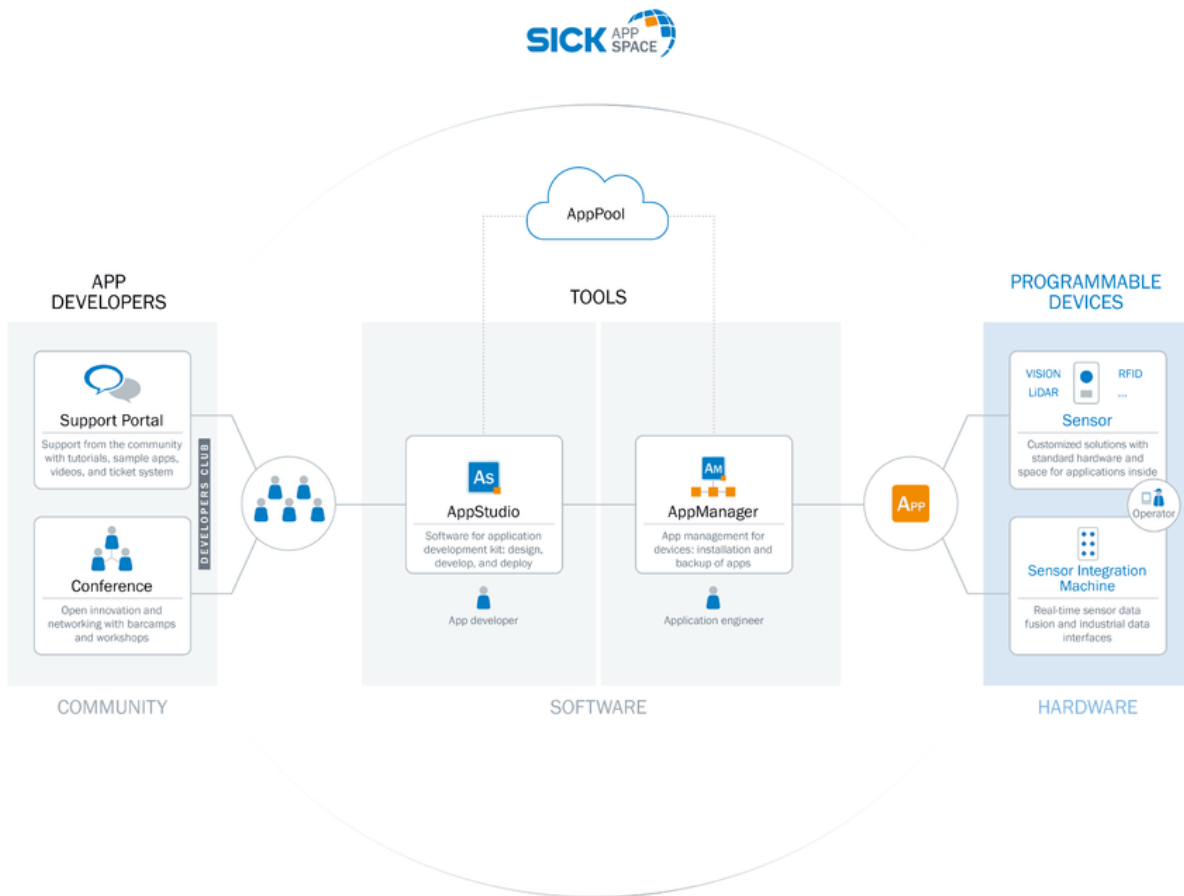 SICK APP
SPACE
AppPool
APP
DEVELOPERS
TOOLS
PROGRAMMABLE
DEVICES
Support Portal
Support from the community
with tutorials, sample apps,
videos, and ticket system
Conference
Open innovation and
networking with barcamps
and workshops
DEVELOPERS CLUB
COMMUNITY
As
AppStudio
Software for application
development kit: design,
develop, and deploy
App developer
AM
AppManager
App management for
devices: installation and
backup of apps
Application engineer
SOFTWARE
APP
VISION
RFID
LiDAR
...
Sensor
Customized solutions with
standard hardware and
space for applications inside
Operator
Sensor Integration
Machine
Real-time sensor data
fusion and industrial data
interfaces
HARDWARE